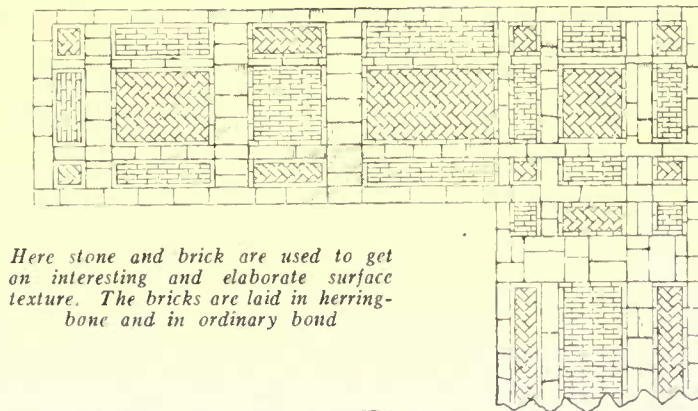 Here stone and brick are used to get
an interesting and elaborate surface
texture. The bricks are laid in herring-
bone and in ordinary bond